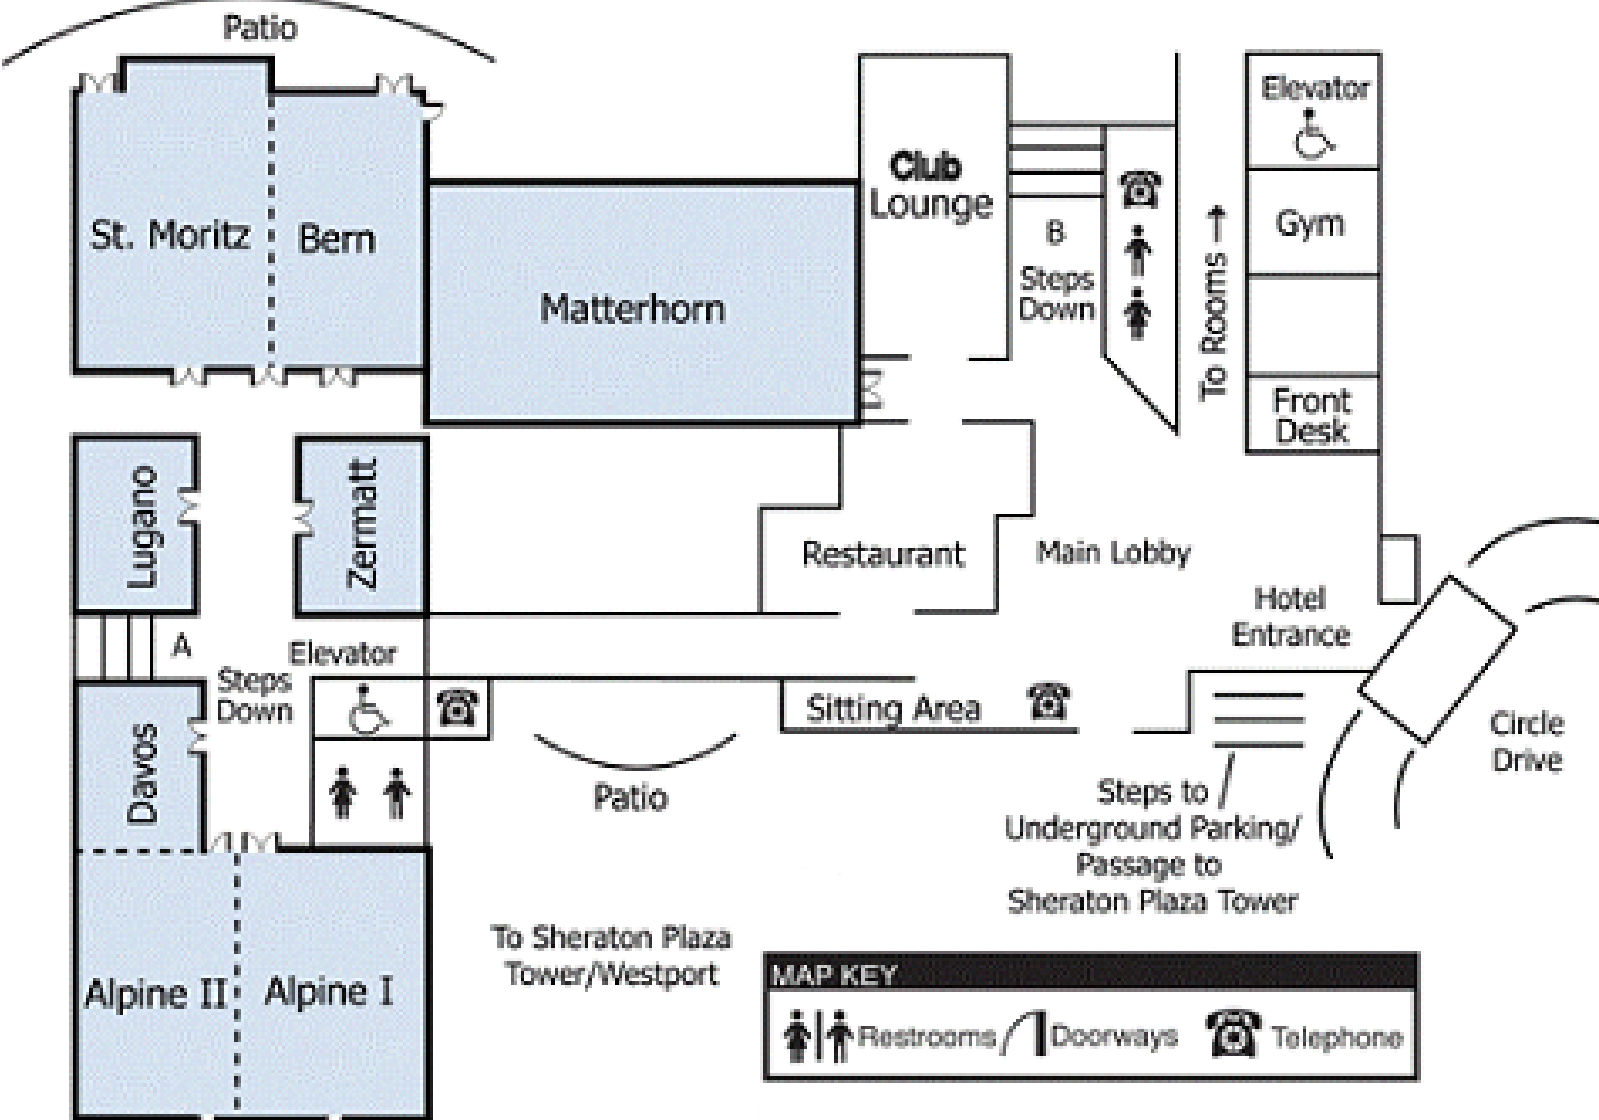 Patio
St. Moritz
Bern
Matterhorn
Club
Lounge
B
Steps
Down
To Rooms →
Elevator
Gym
Front
Desk
Lugano
Zermatt
Restaurant
Main Lobby
Hotel
Entrance
A
Steps
Down
Elevator
Davos
Sitting Area
Patio
Circle
Drive
Steps to
Underground Parking/
Passage to
Sheraton Plaza Tower
Alpine II
Alpine I
To Sheraton Plaza
Tower/Westport
MAP KEY
Restrooms
Doorways
Telephone